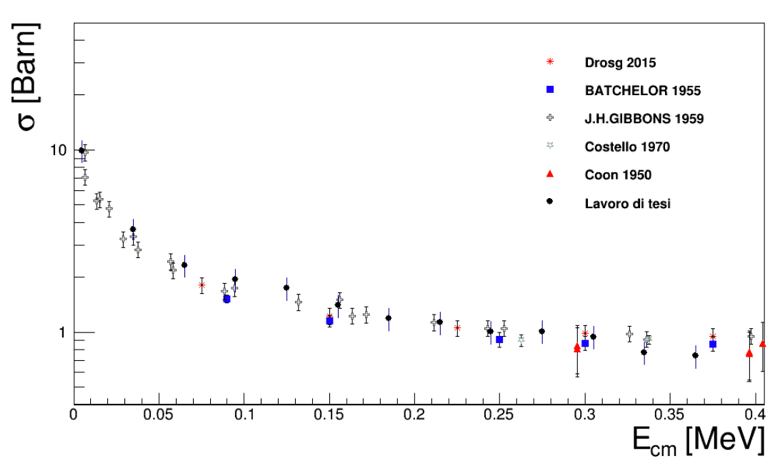 σ [Barn]
10
1
Drosg 2015
BATCHELOR 1955
J.H.GIBBONS 1959
Costello 1970
Coon 1950
Lavoro di tesi
0 0.05 0.1 0.15 0.2 0.25 0.3 0.35 0.4
Ecm [MeV]